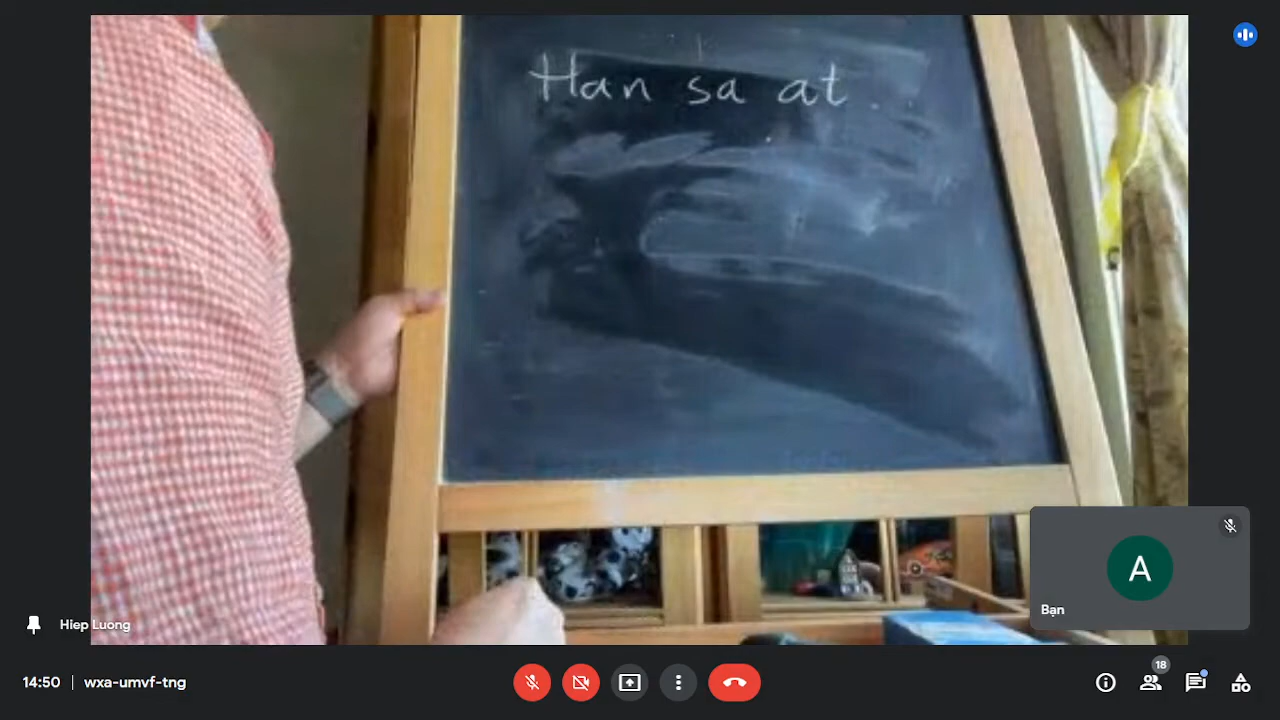 Han sa at.
Hiep Luong
A
Bạn
14:50 | wxa-umvf-tng
18